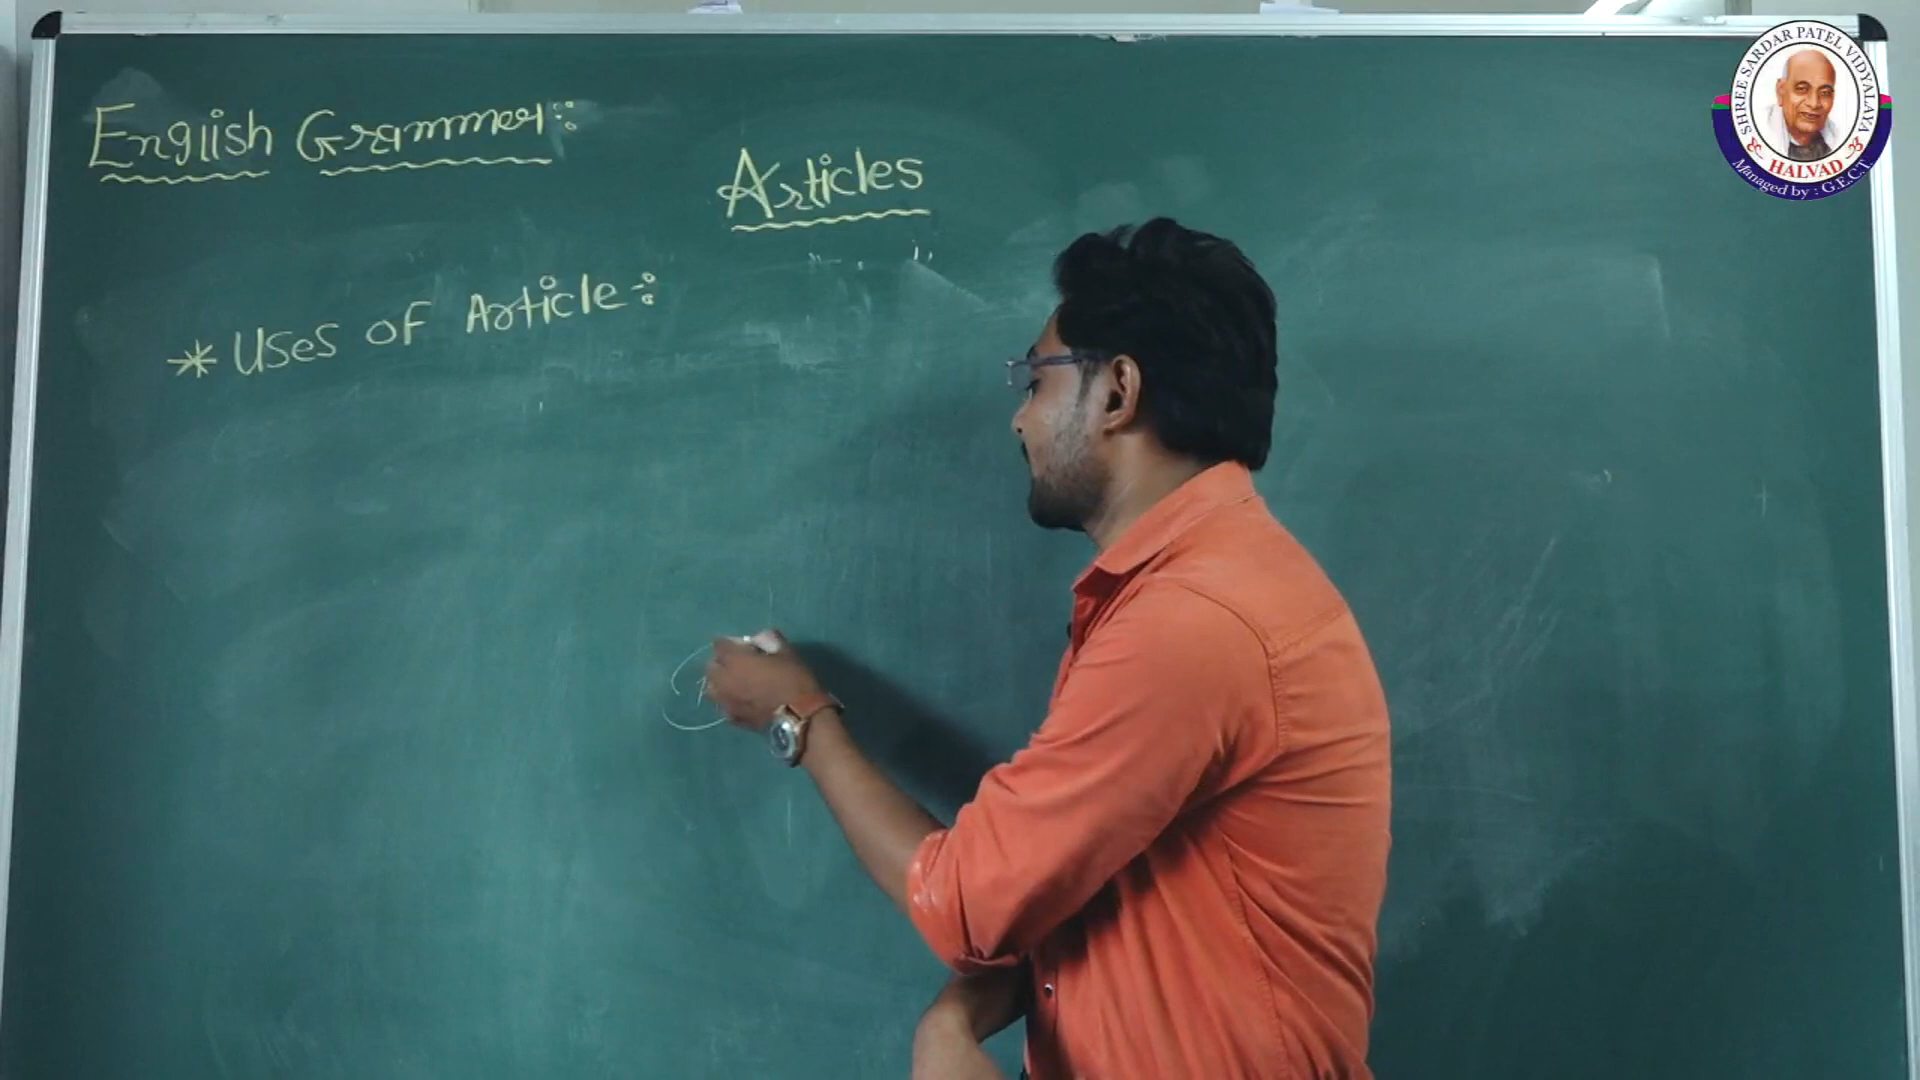 English Grammer:
Articles
* Uses of Article:
SHREE SARDAR PATEL VIDYALAYA
HALVAD
Managed by : G.E.C.T.